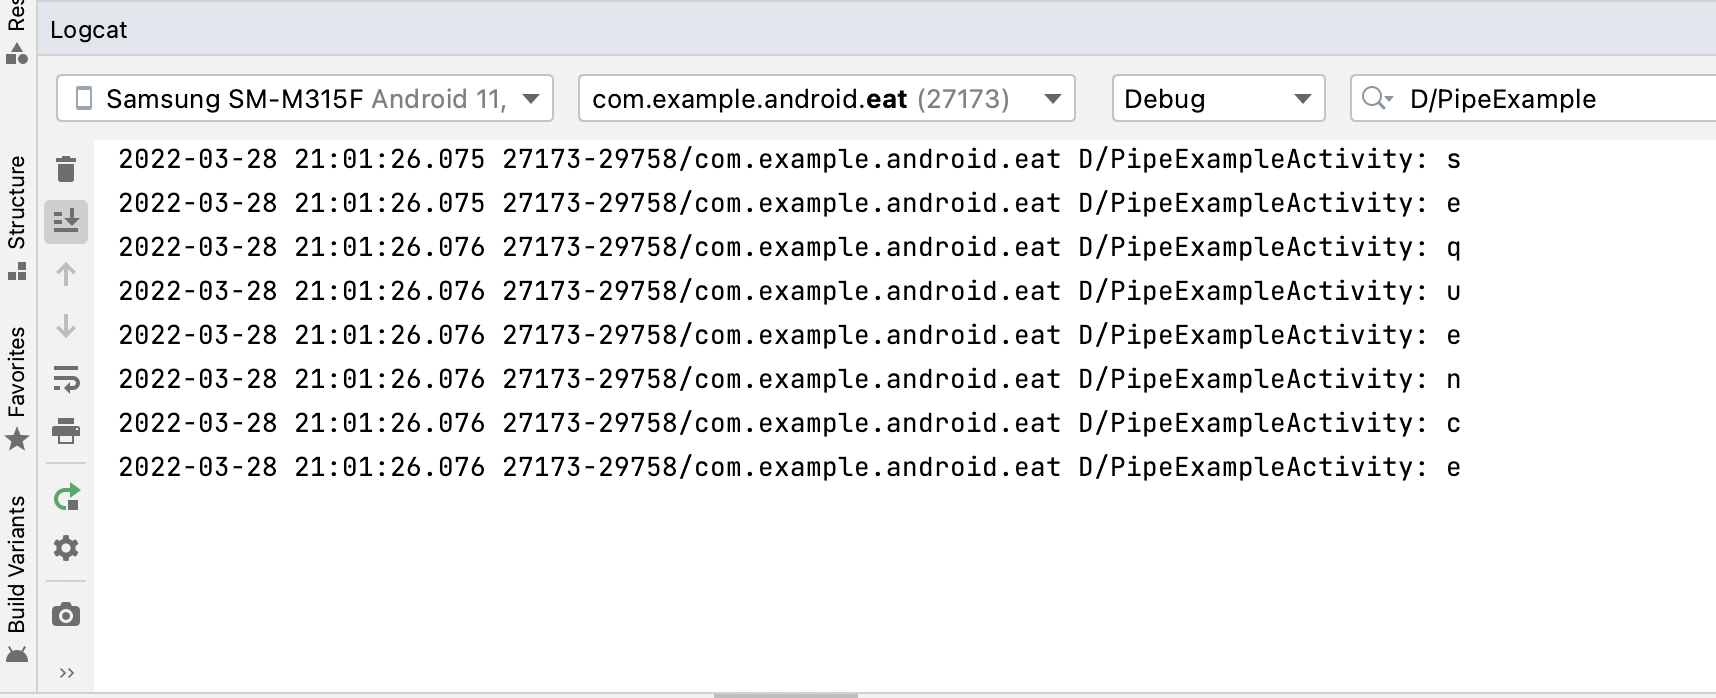 Res
Logcat
Samsung SM-M315F Android 11,
com.example.android.eat (27173)
Debug
D/PipeExample
2022-03-28 21:01:26.075 27173-29758/com.example.android.eat D/PipeExampleActivity: s
2022-03-28 21:01:26.075 27173-29758/com.example.android.eat D/PipeExampleActivity: e
2022-03-28 21:01:26.076 27173-29758/com.example.android.eat D/PipeExampleActivity: q
2022-03-28 21:01:26.076 27173-29758/com.example.android.eat D/PipeExampleActivity: u
2022-03-28 21:01:26.076 27173-29758/com.example.android.eat D/PipeExampleActivity: e
2022-03-28 21:01:26.076 27173-29758/com.example.android.eat D/PipeExampleActivity: n
2022-03-28 21:01:26.076 27173-29758/com.example.android.eat D/PipeExampleActivity: c
2022-03-28 21:01:26.076 27173-29758/com.example.android.eat D/PipeExampleActivity: e
Structure
Favorites
Build Variants